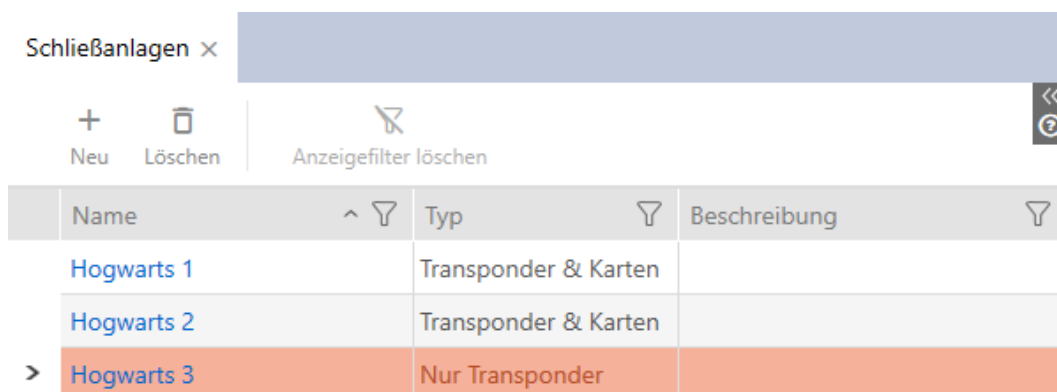 Schließanlagen
Neu Löschen Anzeigefilter löschen
Name Typ Beschreibung
Hogwarts 1 Transponder & Karten
Hogwarts 2 Transponder & Karten
Hogwarts 3 Nur Transponder